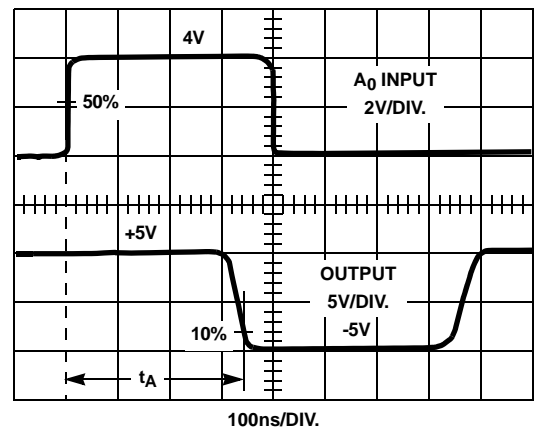 4V
A0 INPUT
2V/DIV.
50%
+5V
OUTPUT
5V/DIV.
-5V
10%
tA
100ns/DIV.